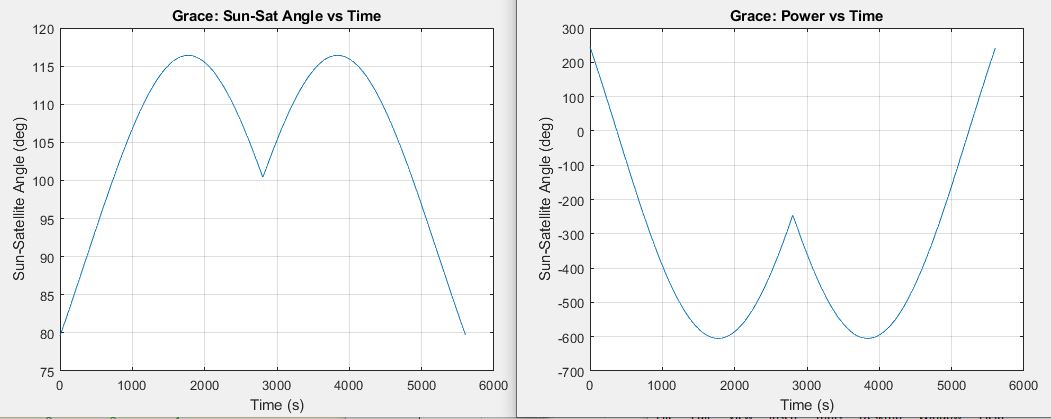 Grace: Sun-Sat Angle vs Time
120
115
110
105
100
95
90
85
80
75
Sun-Satellite Angle (deg)
0 1000 2000 3000 4000 5000 6000
Time (s)
Grace: Power vs Time
300
200
100
0
-100
-200
-300
-400
-500
-600
-700
Sun-Satellite Angle (deg)
0 1000 2000 3000 4000 5000 6000
Time (s)